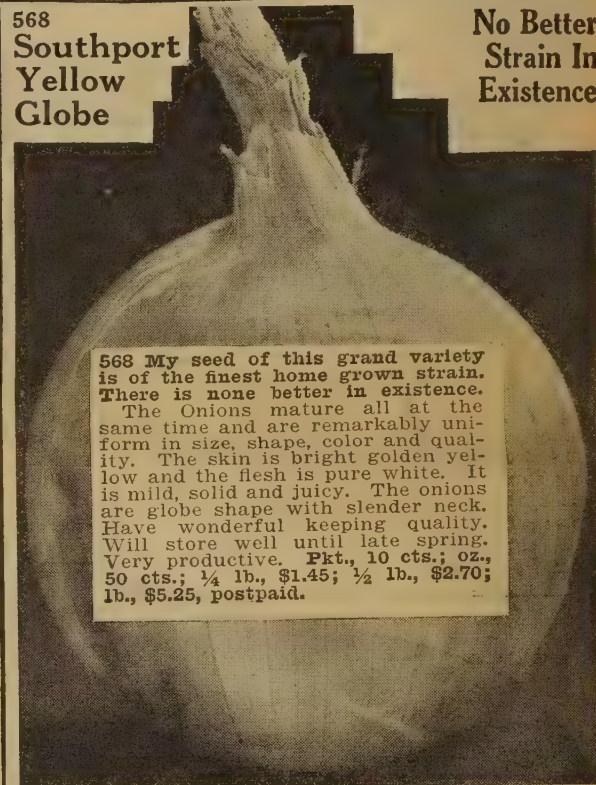 568
Southport
Yellow
Globe
No Better
Strain In
Existence
568 My seed of this grand variety
is of the finest home grown strain.
There is none better in existence.
The Onions mature all at the
same time and are remarkably uni-
form in size, shape, color and qual-
ity. The skin is bright golden yel-
low and the flesh is pure white. It
is mild, solid and juicy. The onions
are globe shape with slender neck.
Have wonderful keeping quality.
Will store well until late spring.
Very productive. Pkt., 10 cts.; oz.,
50 cts.; ¼ lb., $1.45; ½ lb., $2.70;
lb., $5.25, postpaid.